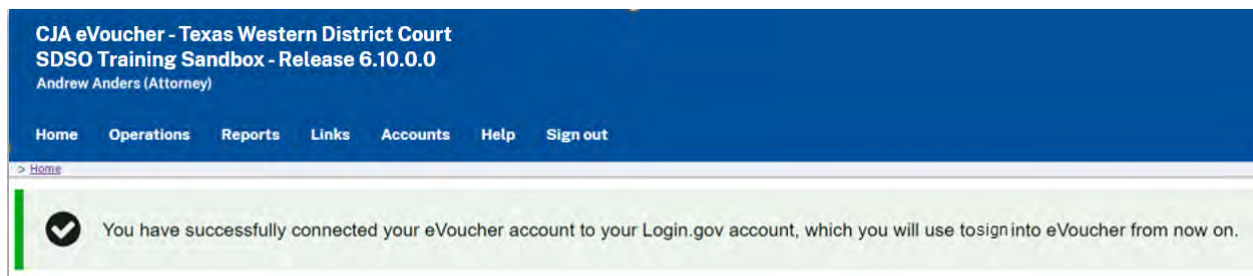 CJA eVoucher - Texas Western District Court
SDSO Training Sandbox - Release 6.10.0.0
Andrew Anders (Attorney)
Home Operations Reports Links Accounts Help Sign out
> Home
You have successfully connected your eVoucher account to your Login.gov account, which you will use tosign into eVoucher from now on.